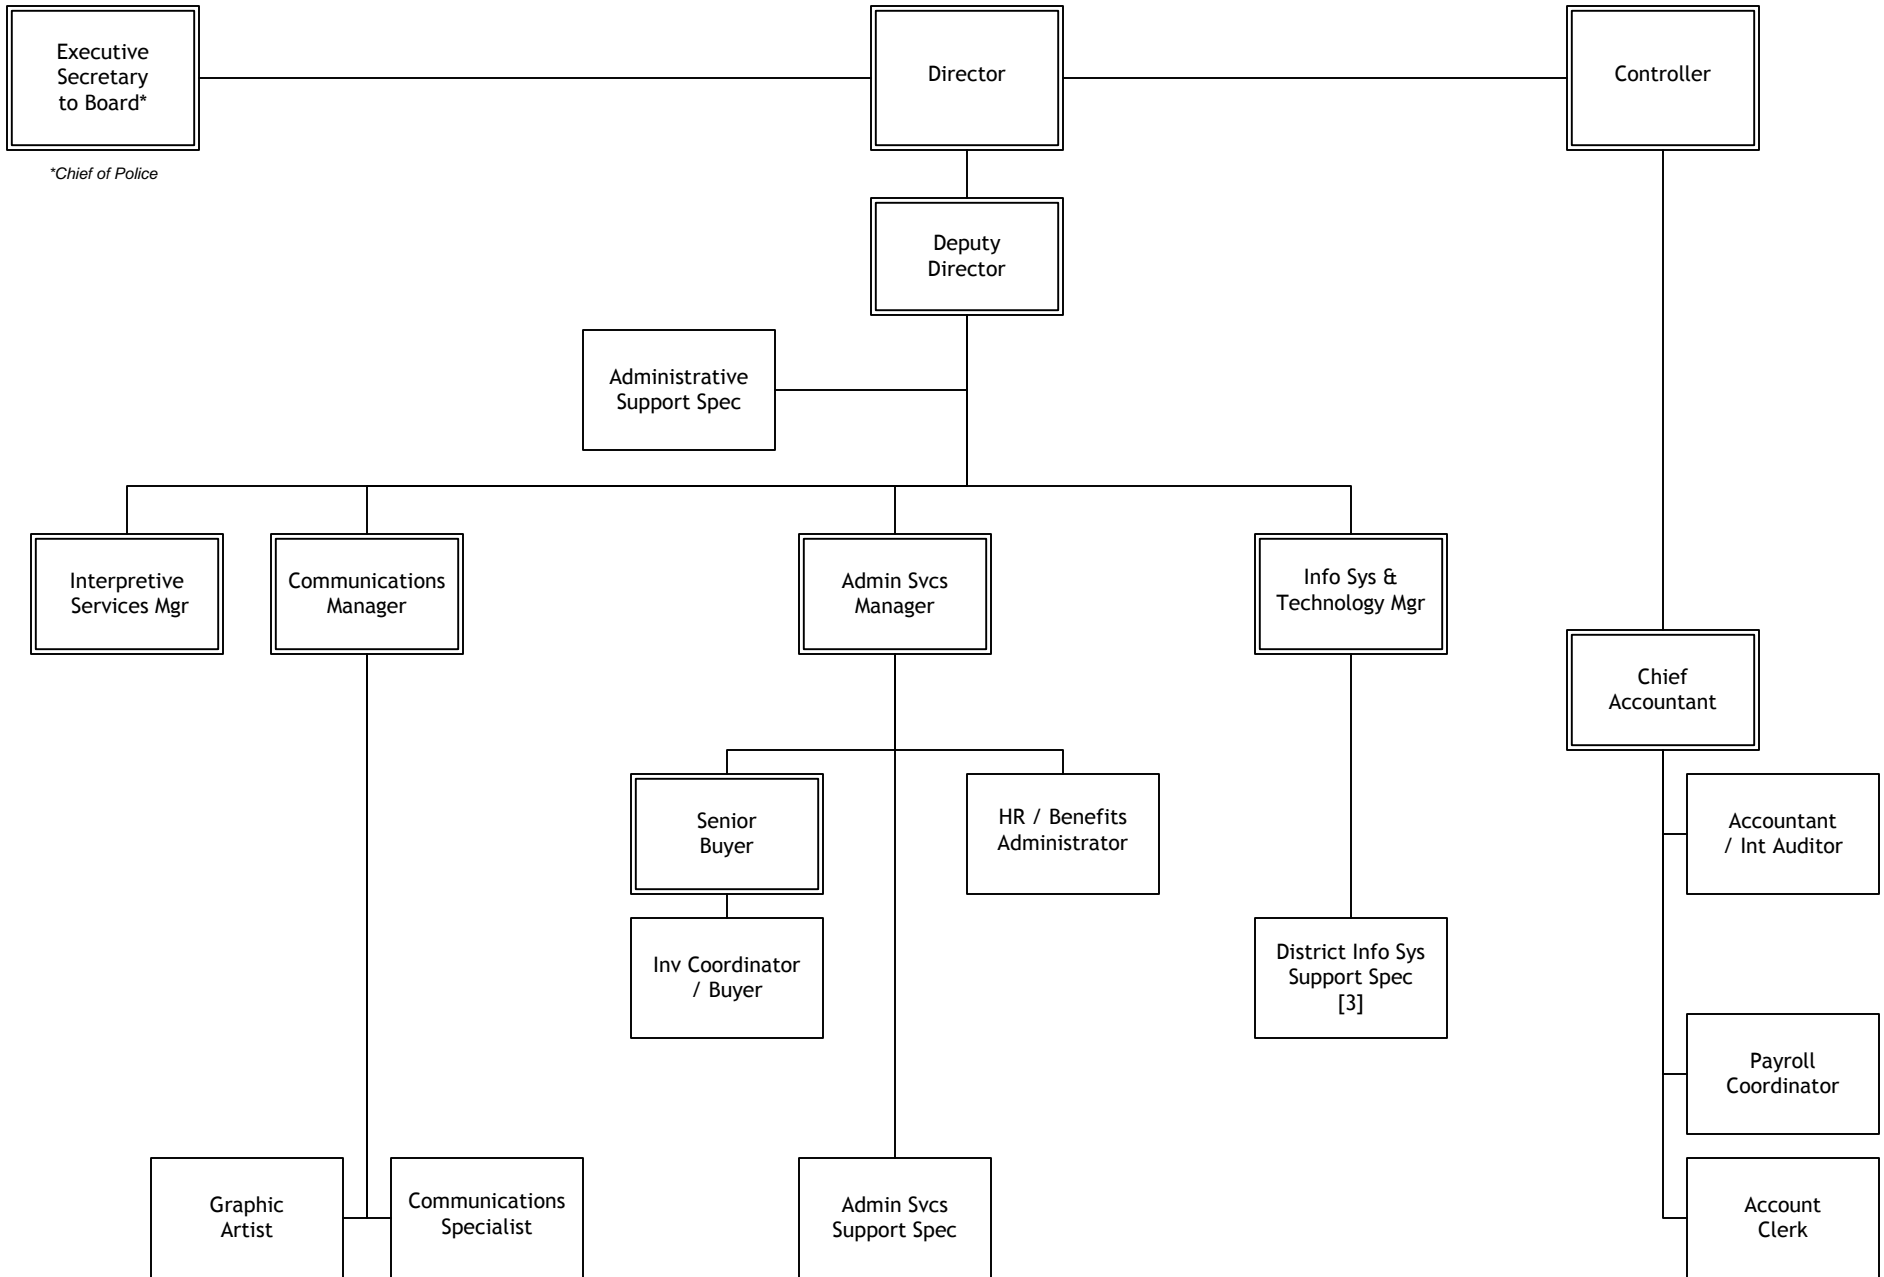 Executive
Secretary
to Board*
Director
Controller
*Chief of Police
Deputy
Director
Administrative
Support Spec
Interpretive
Services Mgr
Communications
Manager
Admin Svcs
Manager
Info Sys &
Technology Mgr
Chief
Accountant
Senior
Buyer
HR / Benefits
Administrator
Accountant
/ Int Auditor
Inv Coordinator
/ Buyer
District Info Sys
Support Spec
[3]
Payroll
Coordinator
Graphic
Artist
Communications
Specialist
Admin Svcs
Support Spec
Account
Clerk